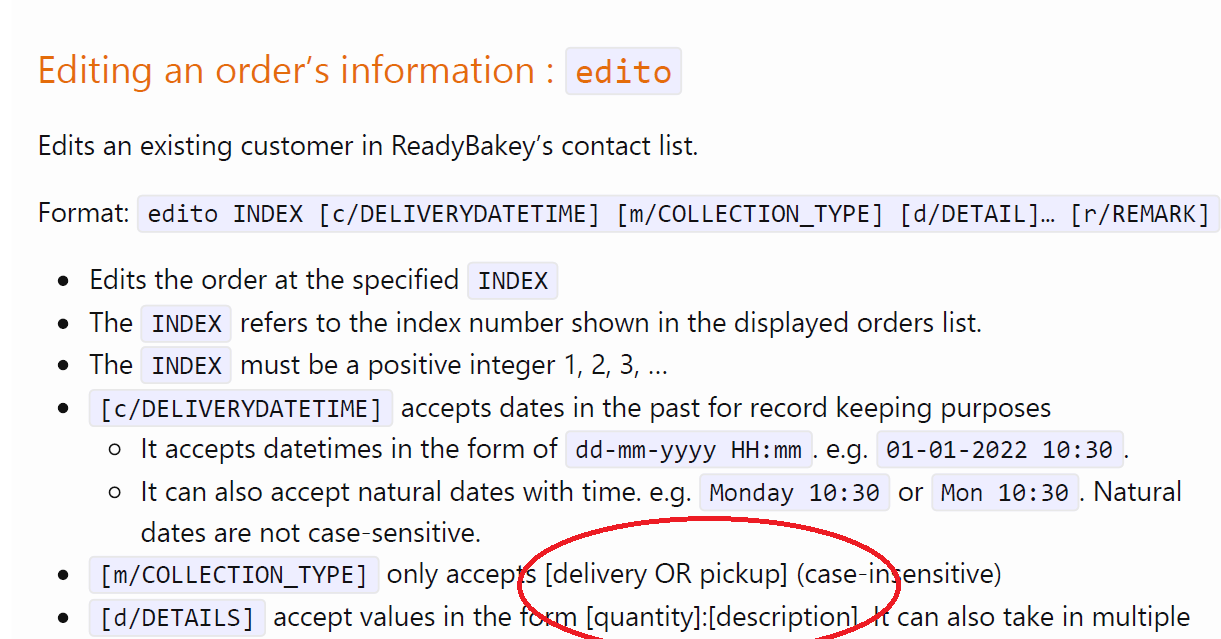 Editing an order’s information : edito
Edits an existing customer in ReadyBakey’s contact list.
Format: edito INDEX [c/DELIVERYDATETIME] [m/COLLECTION_TYPE] [d/DETAIL]… [r/REMARK]
Edits the order at the specified INDEX
The INDEX refers to the index number shown in the displayed orders list.
The INDEX must be a positive integer 1, 2, 3, …
[c/DELIVERYDATETIME] accepts dates in the past for record keeping purposes
It accepts datetimes in the form of dd-mm-yyyy HH:mm. e.g. 01-01-2022 10:30.
It can also accept natural dates with time. e.g. Monday 10:30 or Mon 10:30. Natural
dates are not case-sensitive.
[m/COLLECTION_TYPE] only accepts [delivery OR pickup] (case-insensitive)
[d/DETAILS] accept values in the form [quantity]:[description]. It can also take in multiple